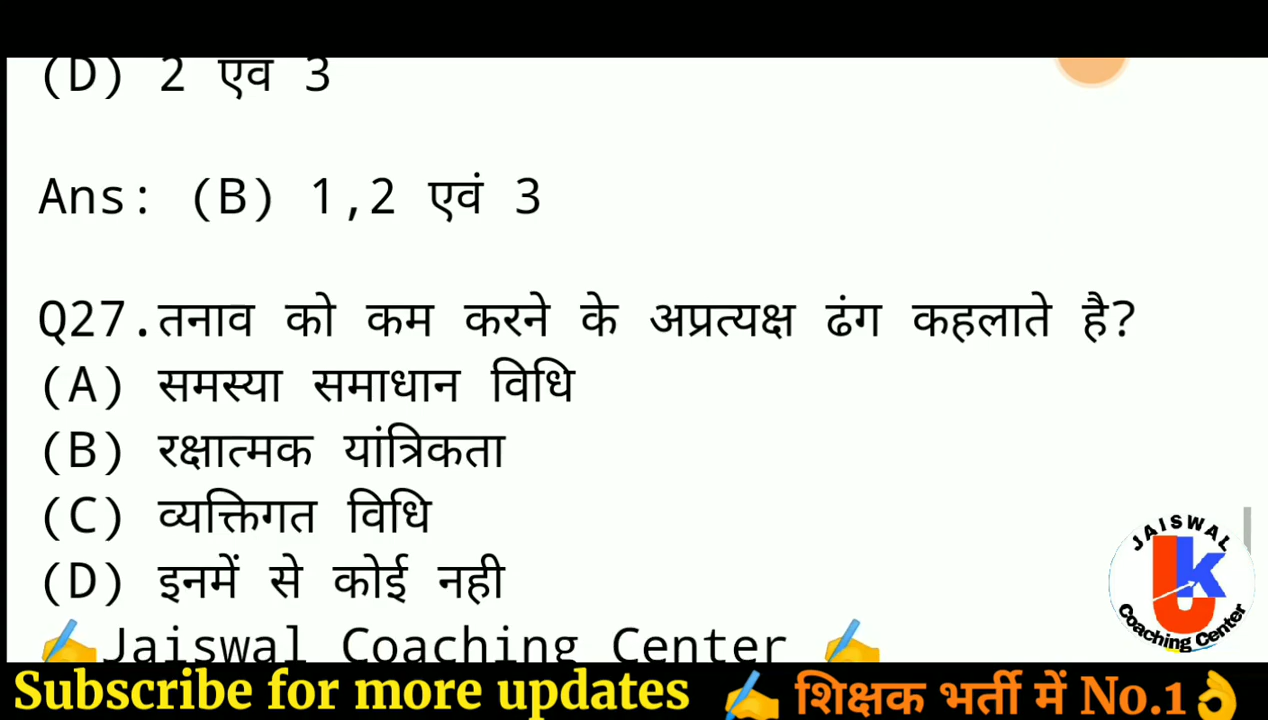 (D) 2 एवं 3
Ans: (B) 1,2 एवं 3
Q27.तनाव को कम करने के अप्रत्यक्ष ढंग कहलाते है?
(A) समस्या समाधान विधि
(B) रक्षात्मक यांत्रिकता
(C) व्यक्तिगत विधि
(D) इनमें से कोई नही
✍️Jaiswal Coaching Center ✍️
JAISWAL
UK
Coaching Center
Subscribe for more updates ✍️ शिक्षक भर्ती में No.1👌